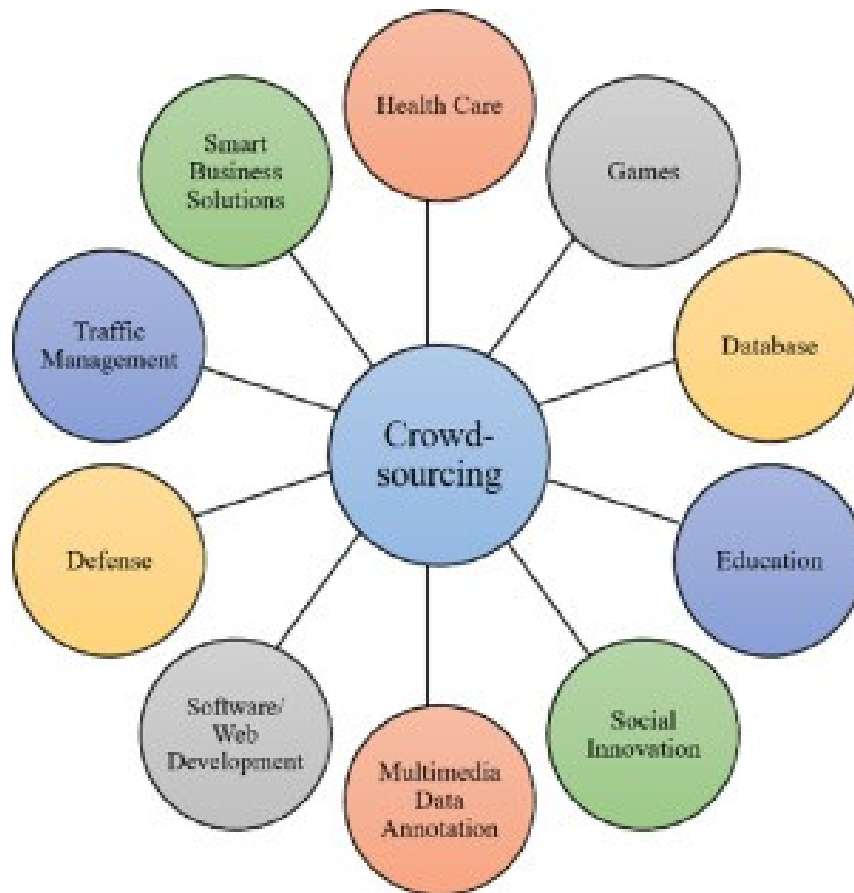 Health Care
Games
Database
Education
Social
Innovation
Multimedia
Data
Annotation
Software/
Web
Development
Defense
Traffic
Management
Smart
Business
Solutions
Crowd-
sourcing